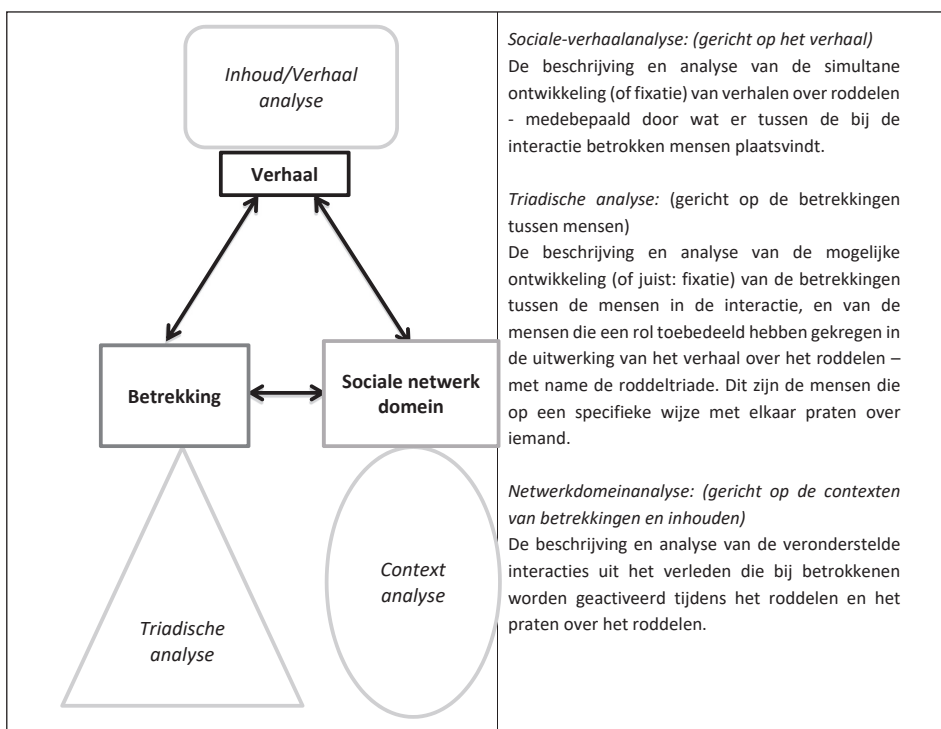 Inhoud/Verhaal
analyse
Verhaal
Betrekking
Sociale netwerk
domein
Triadische
analyse
Context
analyse
Sociale-verhaalanalyse: (gericht op het verhaal)
De beschrijving en analyse van de simultane
ontwikkeling (of fixatie) van verhalen over roddelen
- medebepaald door wat er tussen de bij de
interactie betrokken mensen plaatsvindt.
Triadische analyse: (gericht op de betrekkingen
tussen mensen)
De beschrijving en analyse van de mogelijke
ontwikkeling (of juist: fixatie) van de betrekkingen
tussen de mensen in de interactie, en van de
mensen die een rol toebedeeld hebben gekregen in
de uitwerking van het verhaal over het roddelen –
met name de roddeltriade. Dit zijn de mensen die
op een specifieke wijze met elkaar praten over
iemand.
Netwerkdomeinanalyse: (gericht op de contexten
van betrekkingen en inhouden)
De beschrijving en analyse van de veronderstelde
interacties uit het verleden die bij betrokkenen
worden geactiveerd tijdens het roddelen en het
praten over het roddelen.